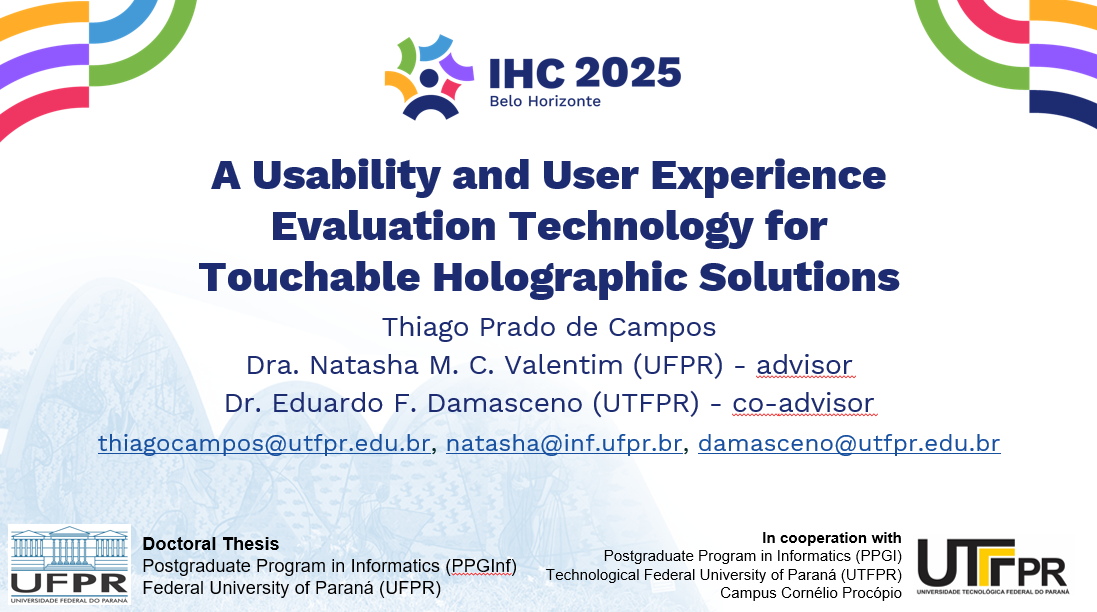 IHC 2025
Belo Horizonte
A Usability and User Experience
Evaluation Technology for
Touchable Holographic Solutions
Thiago Prado de Campos
Dra. Natasha M. C. Valentim (UFPR) - advisor
Dr. Eduardo F. Damasceno (UTFPR) - co-advisor
thiagocampos@utfpr.edu.br, natasha@inf.ufpr.br, damasceno@utfpr.edu.br
UFPR
UNIVERSIDADE FEDERAL DO PARANÁ
Doctoral Thesis
Postgraduate Program in Informatics (PPGInf)
Federal University of Paraná (UFPR)
In cooperation with
Postgraduate Program in Informatics (PPGI)
Technological Federal University of Paraná (UTFPR)
Campus Cornélio Procópio
UTFPR
UNIVERSIDADE TECNOLÓGICA FEDERAL DO PARANÁ